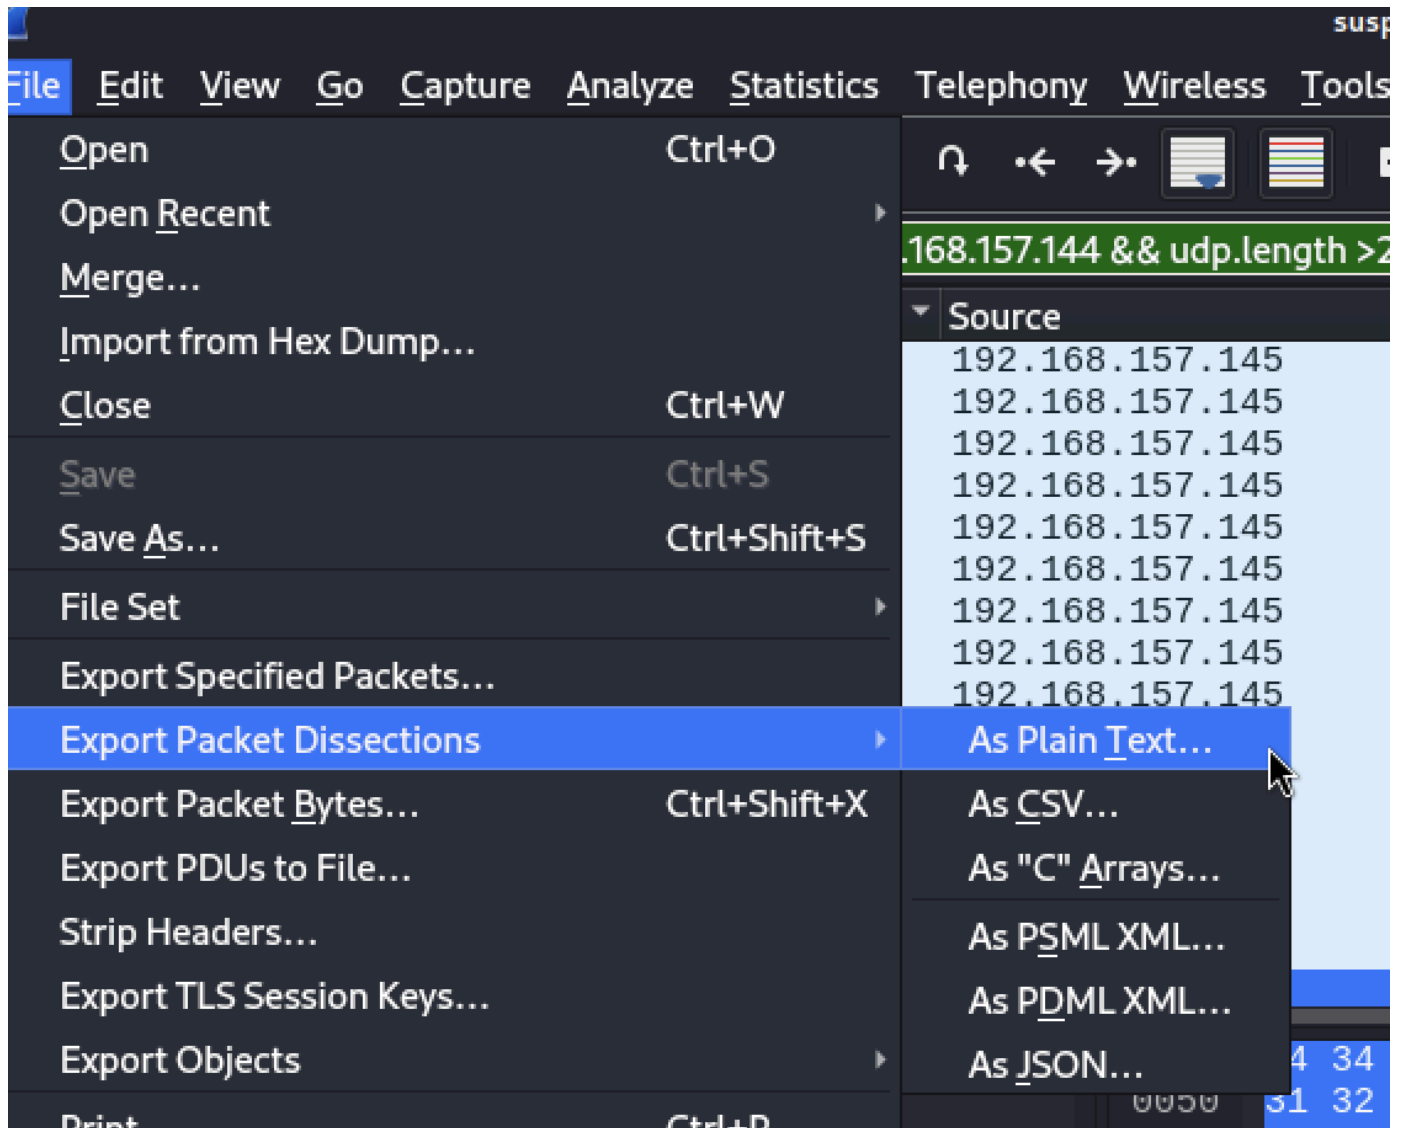 susp
File Edit View Go Capture Analyze Statistics Telephony Wireless Tools
Open Ctrl+O
Open Recent
Merge...
Import from Hex Dump...
Close Ctrl+W
Save Ctrl+S
Save As... Ctrl+Shift+S
File Set
Export Specified Packets...
Export Packet Dissections
Export Packet Bytes... Ctrl+Shift+X
Export PDUs to File...
Strip Headers...
Export TLS Session Keys...
Export Objects
Print... Ctrl+P
.168.157.144 && udp.length >2
Source
192.168.157.145
192.168.157.145
192.168.157.145
192.168.157.145
192.168.157.145
192.168.157.145
192.168.157.145
192.168.157.145
192.168.157.145
As Plain Text...
As CSV...
As "C" Arrays...
As PSML XML...
As PDML XML...
As JSON...
4 34
0050 31 32